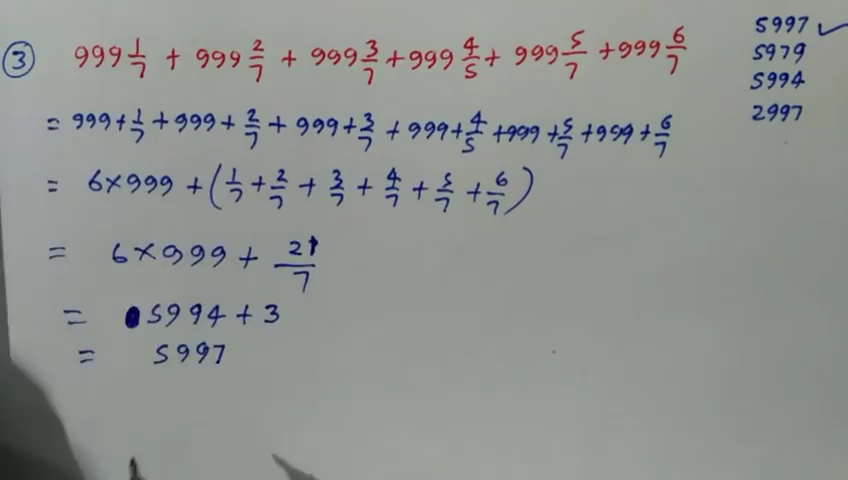 ③ 999 1/7 + 999 2/7 + 999 3/7 + 999 4/5 + 999 5/7 + 999 6/7
= 999 + 1/7 + 999 + 2/7 + 999 + 3/7 + 999 + 4/5 + 999 + 5/7 + 999 + 6/7
= 6×999 + (1/7 + 2/7 + 3/7 + 4/7 + 5/7 + 6/7)
= 6×999 + 21/7
= 5994 + 3
= 5997
5997 ✓
5979
5994
2997